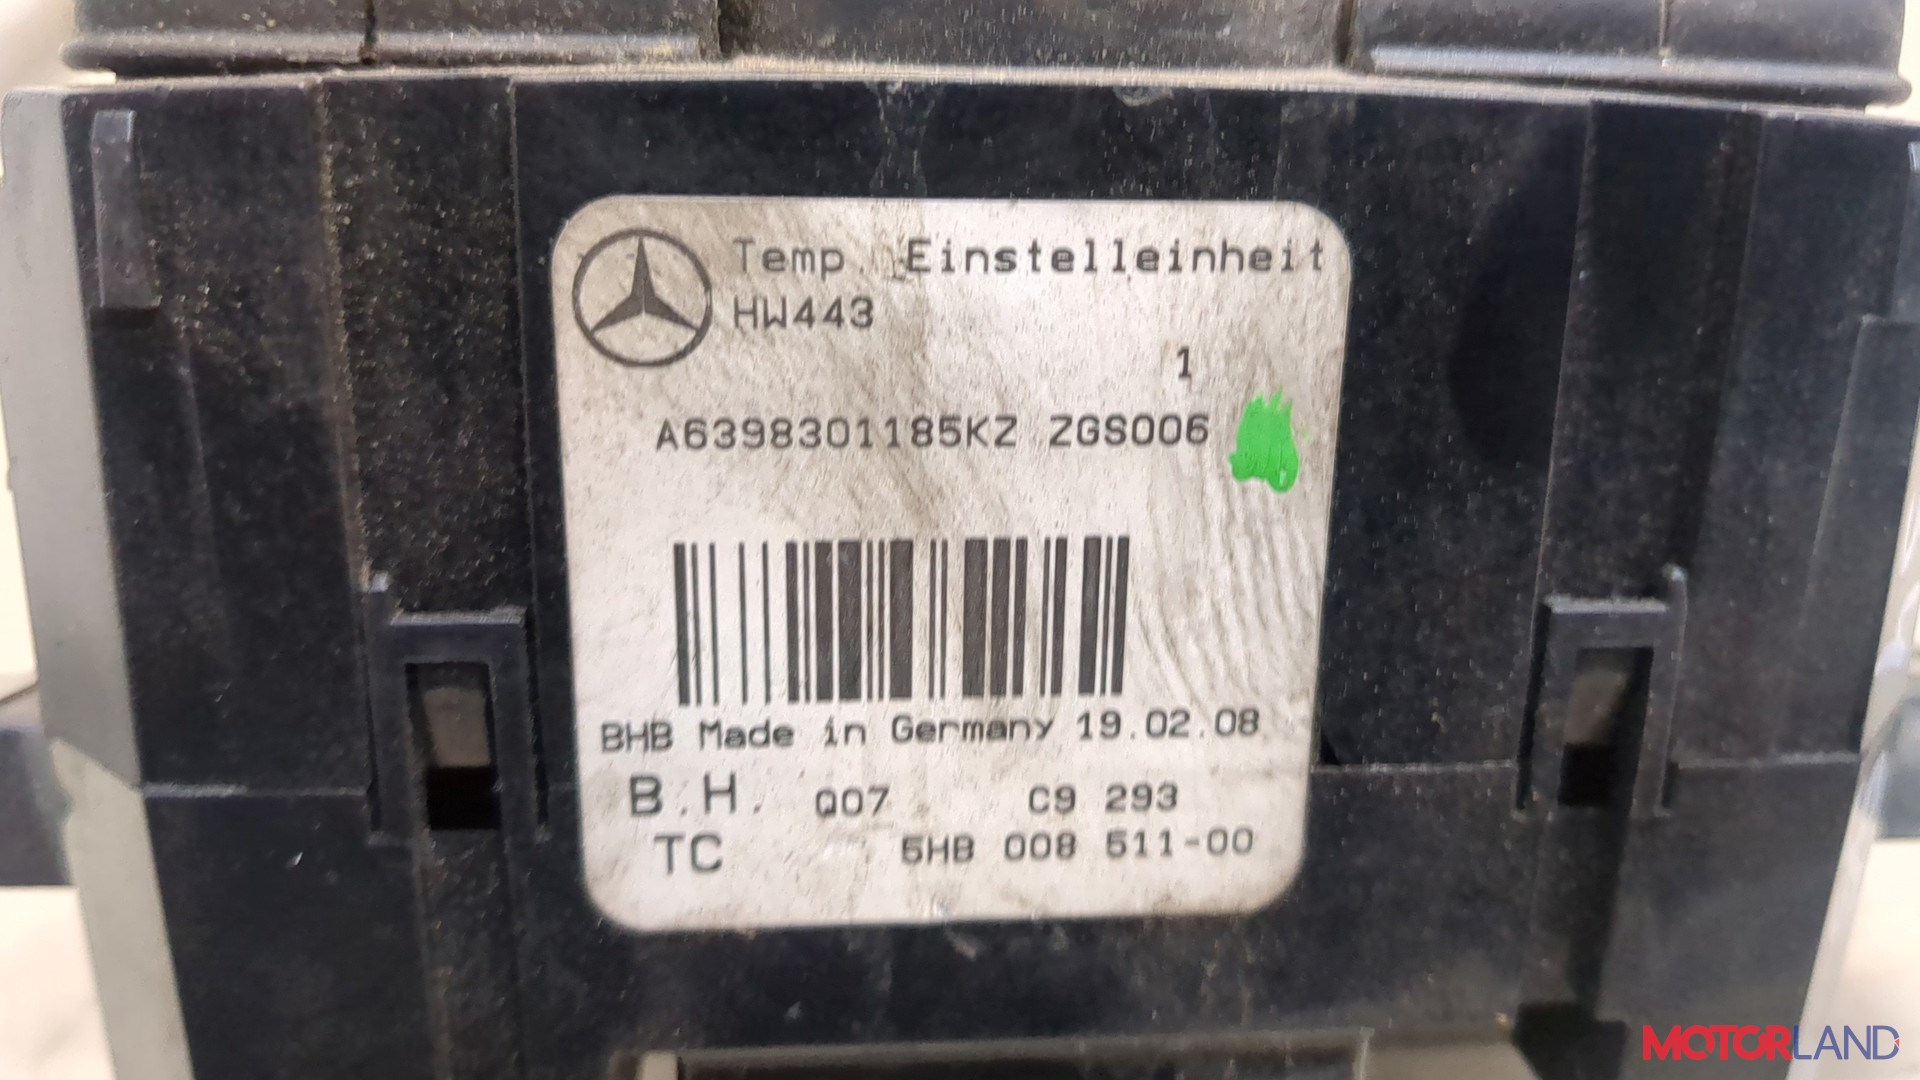 Temp. Einstelleinheit
HW443
1
A6398301185KZ ZGS006
BHB Made in Germany 19.02.08
B.H. Q07 C9 293
TC 5HB 008 511-00
MOTORLAND